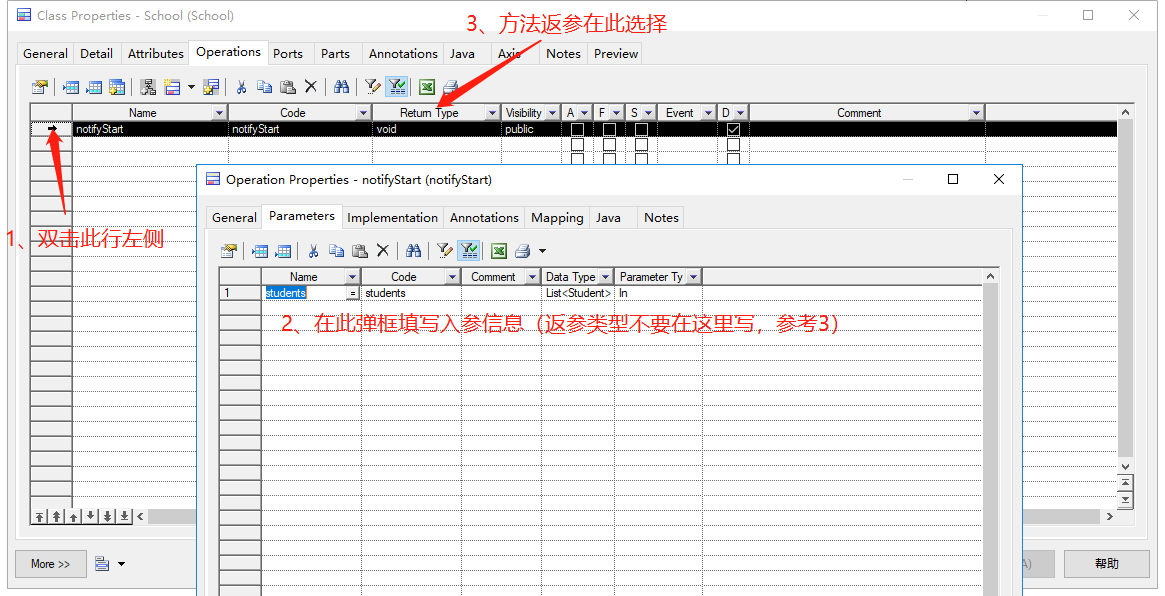 Class Properties - School (School)
3、方法返参在此选择
General Detail Attributes Operations Ports Parts Annotations Java Axis Notes Preview
Name Code Return Type Visibility A F S Event D Comment
notifyStart notifyStart void public
Operation Properties - notifyStart (notifyStart)
General Parameters Implementation Annotations Mapping Java Notes
1、双击此行左侧
Name Code Comment Data Type Parameter Ty
1 students = students List<Student> In
2、在此弹框填写入参信息（返参类型不要在这里写，参考3）
More >> A) 帮助